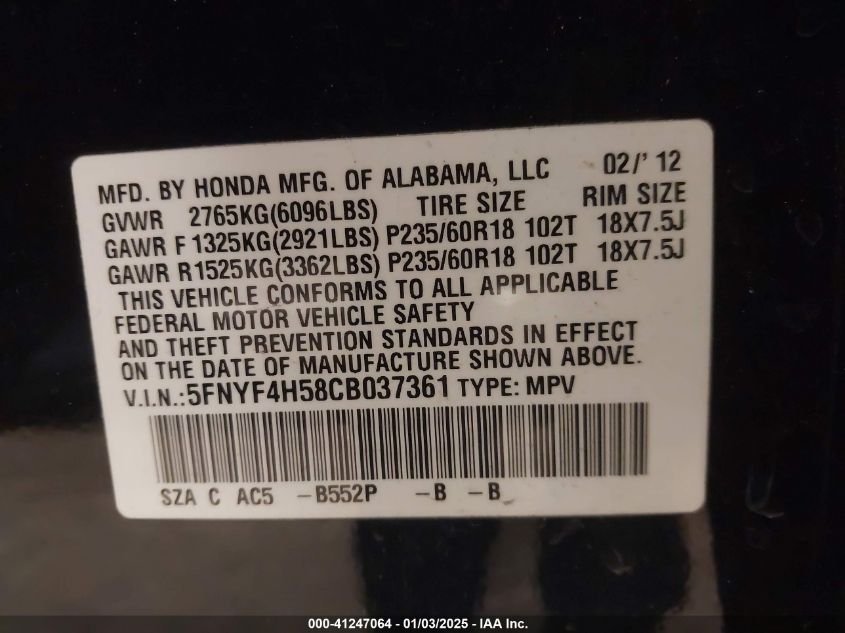 MFD. BY HONDA MFG. OF ALABAMA, LLC 02/' 12
GVWR 2765KG(6096LBS) TIRE SIZE RIM SIZE
GAWR F 1325KG(2921LBS) P235/60R18 102T 18X7.5J
GAWR R1525KG(3362LBS) P235/60R18 102T 18X7.5J
THIS VEHICLE CONFORMS TO ALL APPLICABLE
FEDERAL MOTOR VEHICLE SAFETY
AND THEFT PREVENTION STANDARDS IN EFFECT
ON THE DATE OF MANUFACTURE SHOWN ABOVE.
V.I.N.:5FNYF4H58CB037361 TYPE: MPV
SZA C AC5 -B552P -B -B
000-41247064 - 01/03/2025 - IAA Inc.